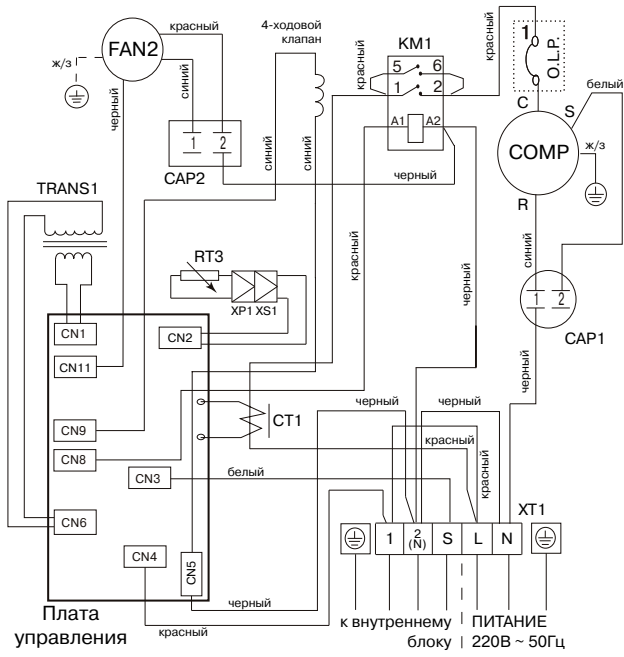 красный
4-ходовой
клапан
FAN2
KM1
красный
1
O.L.P.
ж/з
синий
черный
красный
5 6
1 2
белый
C S
A1 A2
1 2
CAP2
COMP
ж/з
синий
синий
черный
R
TRANS1
синий
красный
черный
RT3
XP1 XS1
1 2
CAP1
CN1
CN2
CN11
черный
CN9
CT1
черный
черный
красный
красный
CN8
CN3
белый
XT1
CN6
1
2
(N)
S
L
N
CN4
CN5
черный
красный
Плата
управления
к внутреннему
блоку
ПИТАНИЕ
220В ~ 50Гц